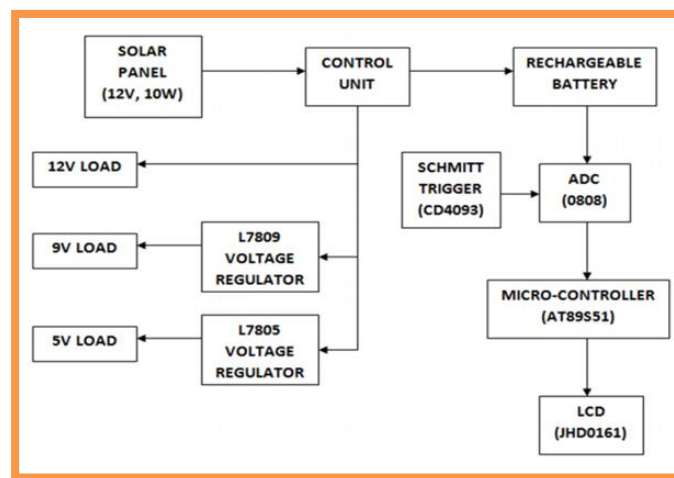 SOLAR
PANEL
(12V, 10W)
CONTROL
UNIT
RECHARGEABLE
BATTERY
12V LOAD
SCHMITT
TRIGGER
(CD4093)
ADC
(0808)
9V LOAD
L7809
VOLTAGE
REGULATOR
MICRO-CONTROLLER
(AT89S51)
5V LOAD
L7805
VOLTAGE
REGULATOR
LCD
(JHD0161)